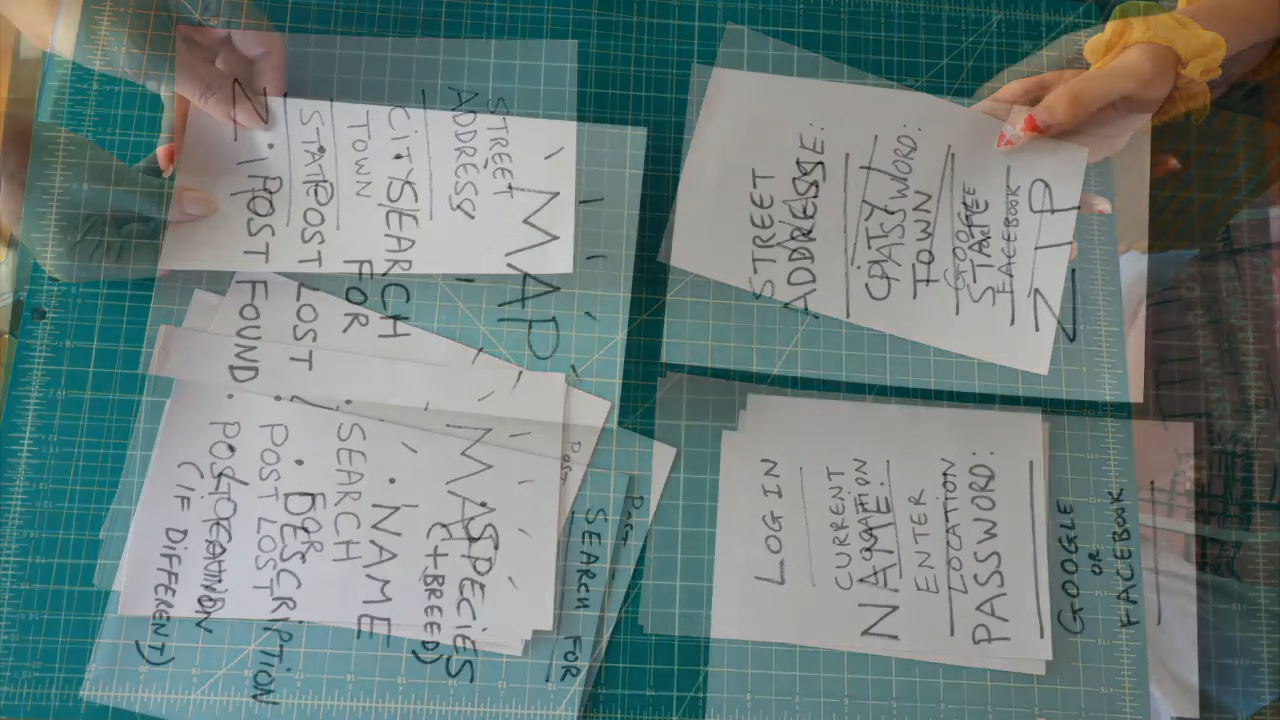 STREET
ADDRESS
CITY
TOWN
STATE
ZIP
MAP
SEARCH
FOR
POST LOST
POST FOUND
MAP
· SEARCH
FOR
· POST LOST
SPECIES
(+BREED)
· NAME
· DESCRIPTION
(IF DIFFERENT)
POST
POST
SEARCH FOR
STREET
ADDRESS:
CITY/
TOWN
STATE
ZIP
PASSWORD:
FACEBOOK
LOG IN
NAME:
PASSWORD:
CURRENT
LOCATION
ENTER
LOCATION
GOOGLE
OR
FACEBOOK